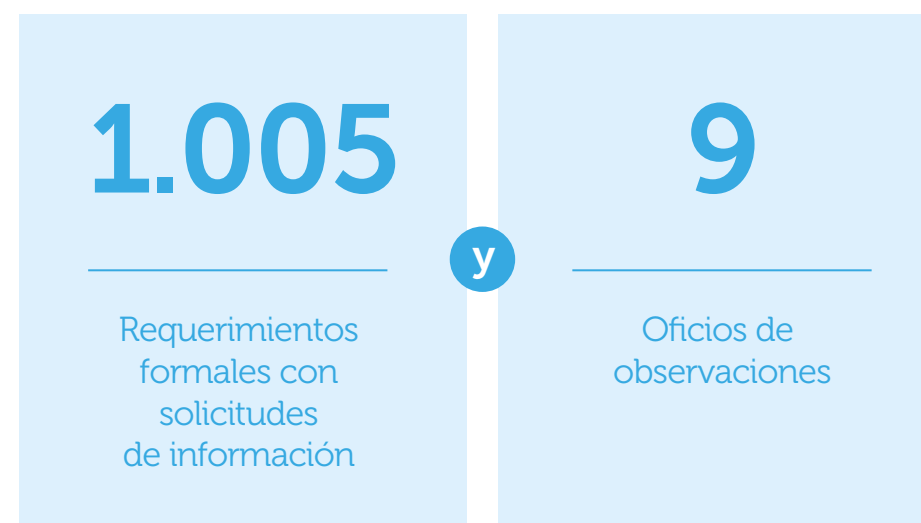 1.005
Requerimientos
formales con
solicitudes
de información
y
9
Oficios de
observaciones